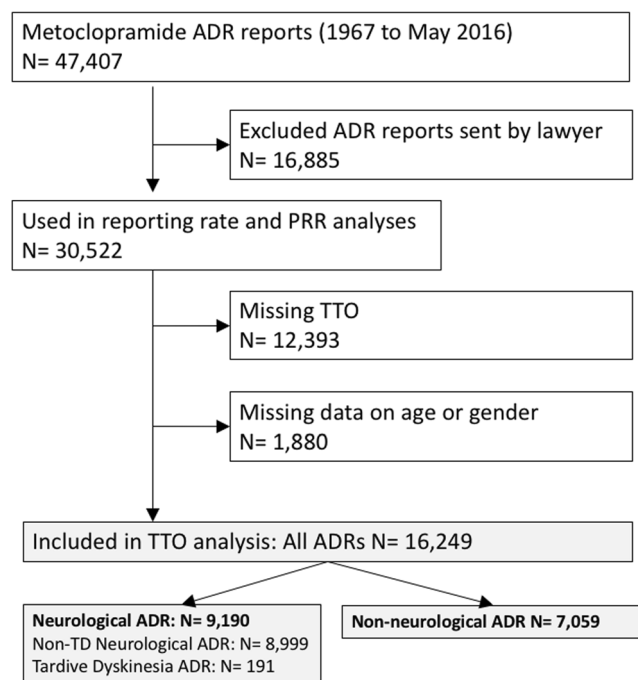 Metoclopramide ADR reports (1967 to May 2016)
N= 47,407
Excluded ADR reports sent by lawyer
N= 16,885
Used in reporting rate and PRR analyses
N= 30,522
Missing TTO
N= 12,393
Missing data on age or gender
N= 1,880
Included in TTO analysis: All ADRs N= 16,249
Neurological ADR: N= 9,190
Non-TD Neurological ADR: N= 8,999
Tardive Dyskinesia ADR: N= 191
Non-neurological ADR N= 7,059